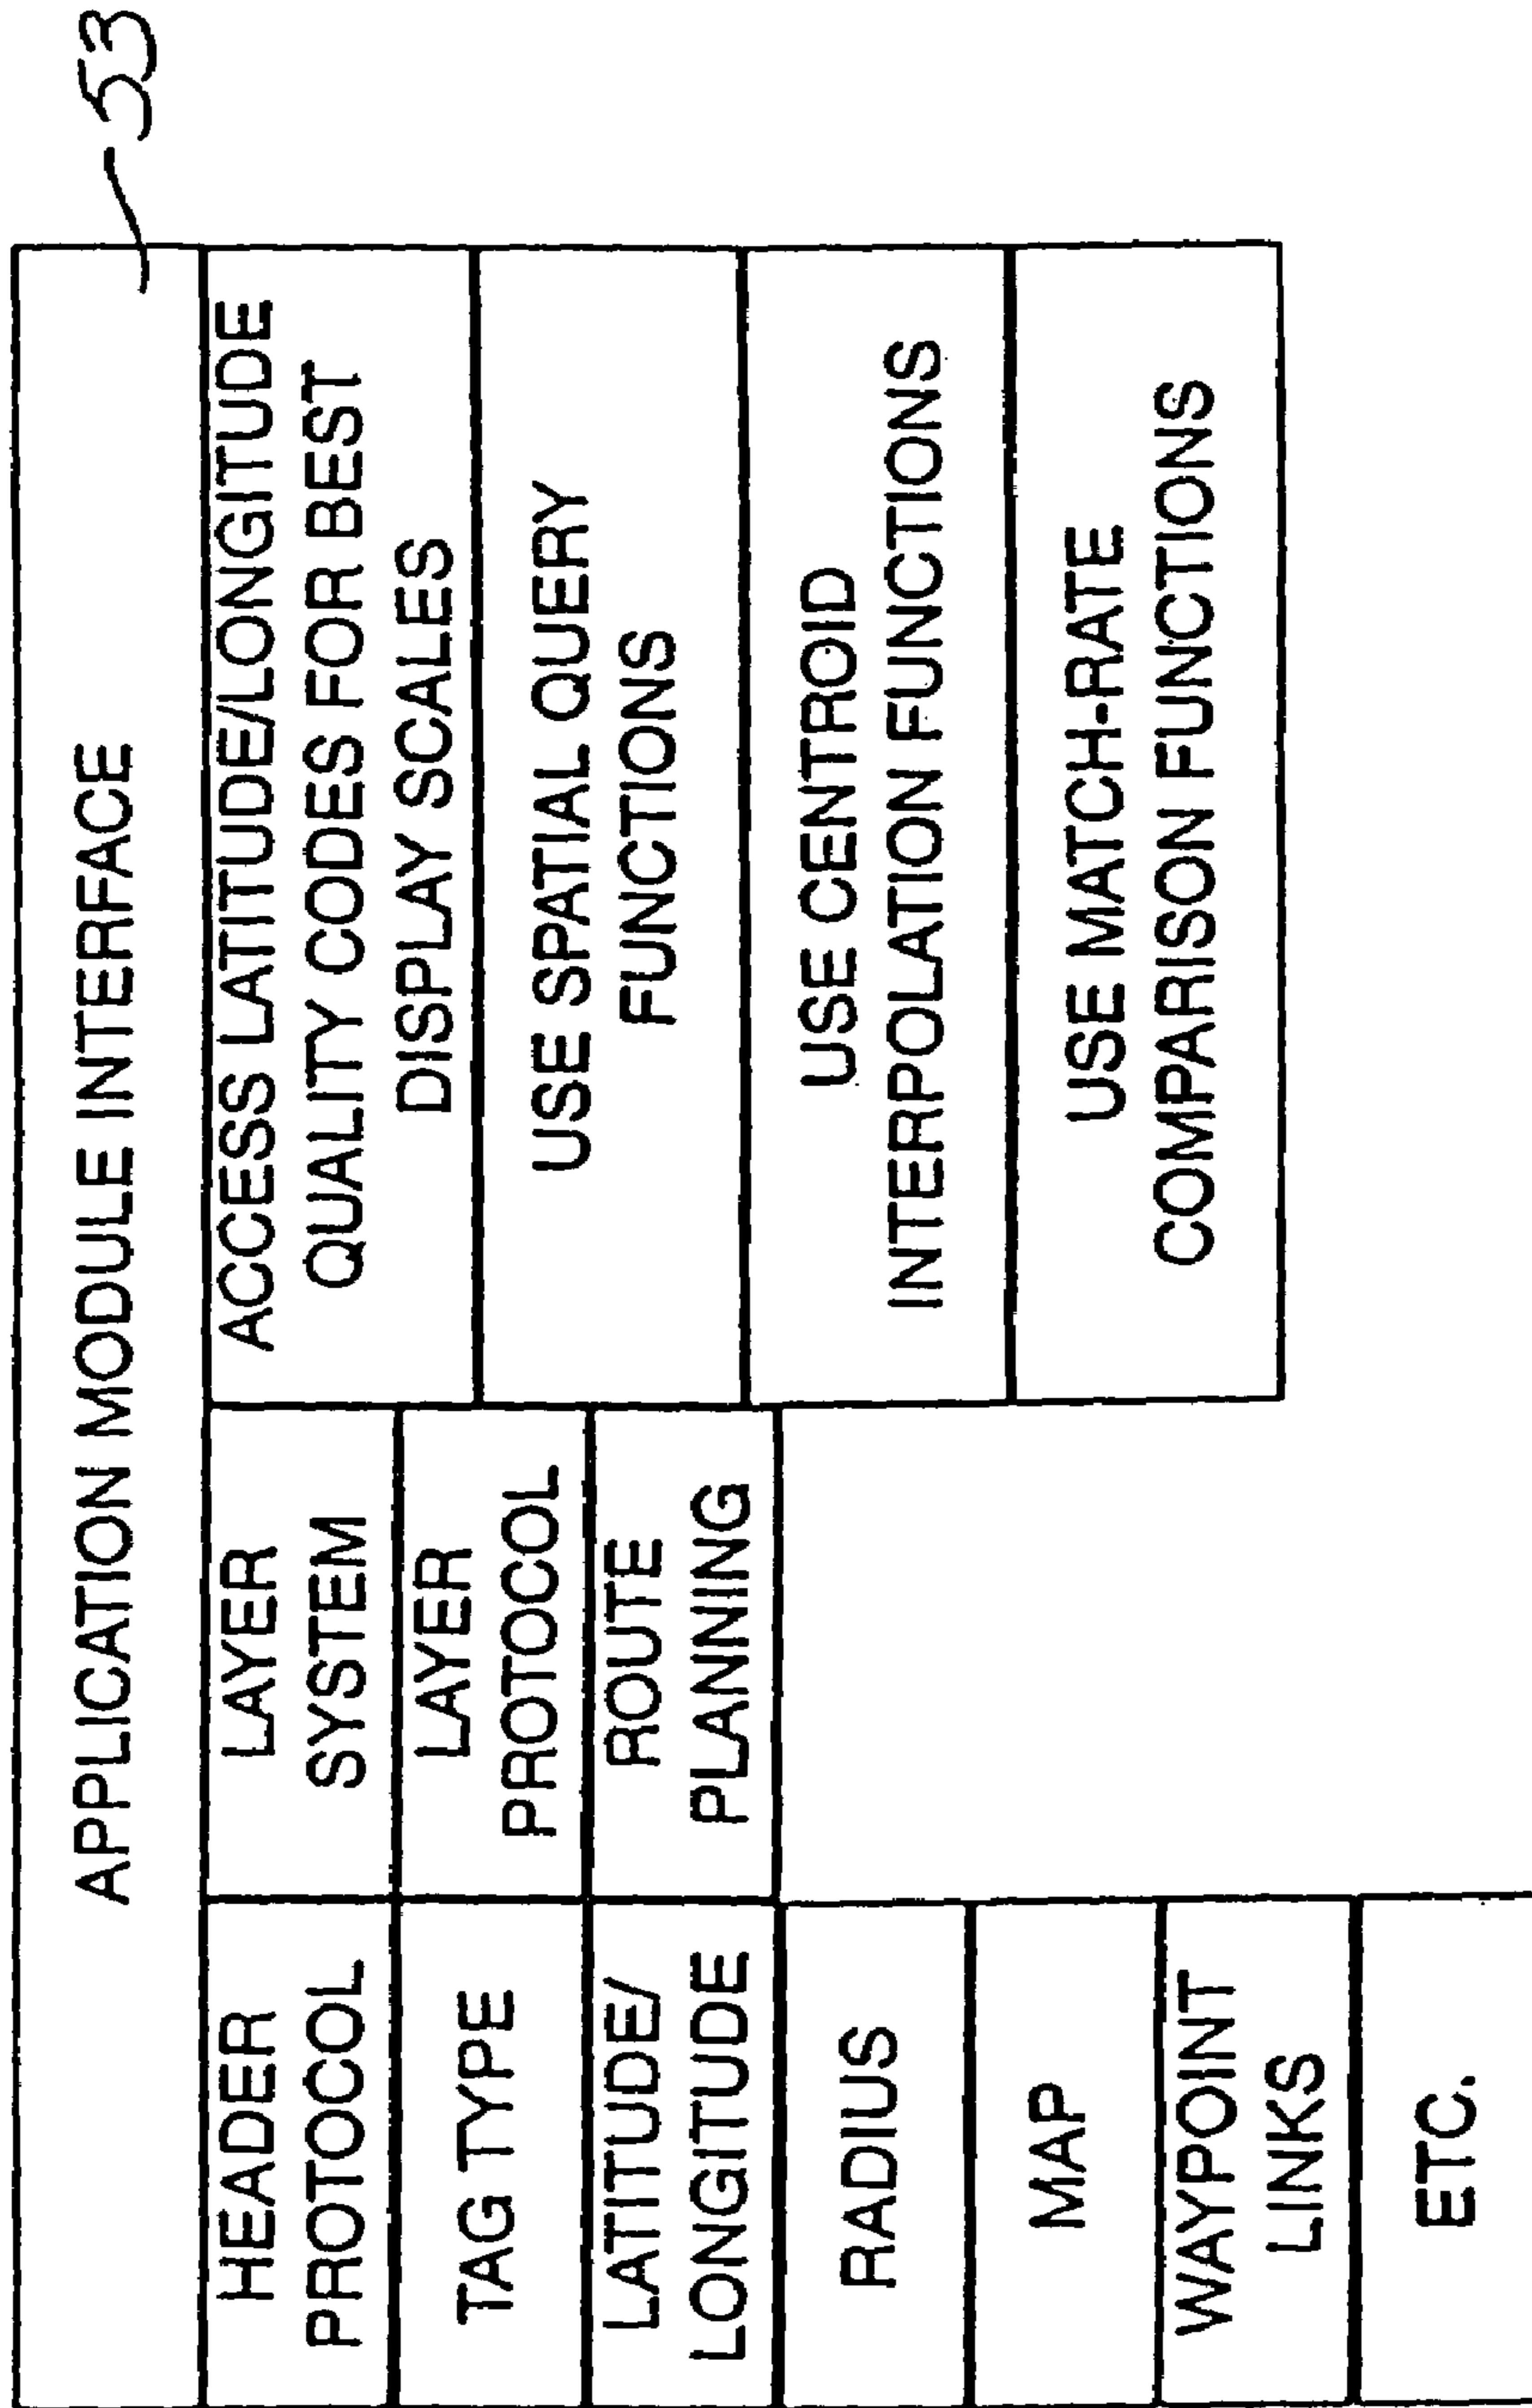 53
APPLICATION MODULE INTERFACE
HEADER
PROTOCOL
TAG TYPE
LATITUDE/
LONGITUDE
RADIUS
MAP
WAYPOINT
LINKS
ETC.
LAYER
SYSTEM
LAYER
PROTOCOL
ROUTE
PLANNING
ACCESS LATITUDE/LONGITUDE
QUALITY CODES FOR BEST
DISPLAY SCALES
USE SPATIAL QUERY
FUNCTIONS
USE CENTROID
INTERPOLATION FUNCTIONS
USE MATCH-RATE
COMPARISON FUNCTIONS